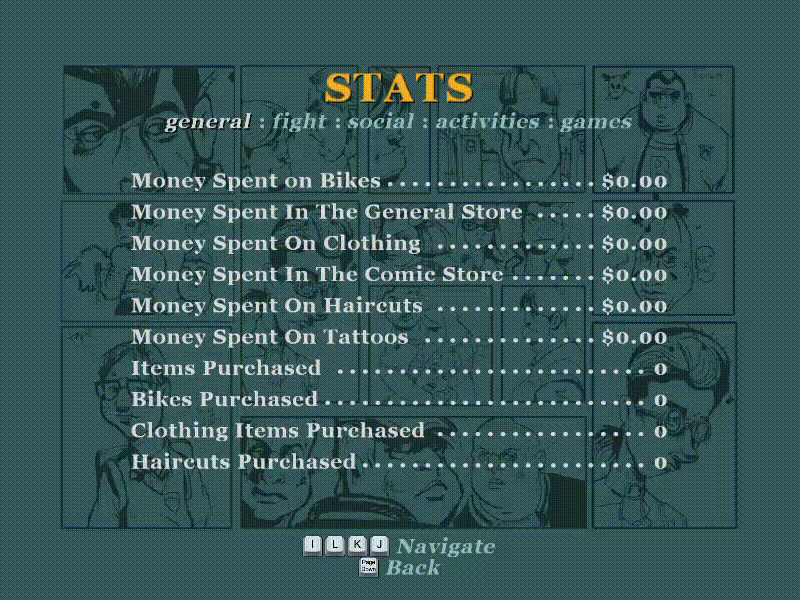 STATS
general : fight : social : activities : games
Money Spent on Bikes . . . . . . . . . . . . . . . . . $0.00
Money Spent In The General Store . . . . . $0.00
Money Spent On Clothing . . . . . . . . . . . . . $0.00
Money Spent In The Comic Store . . . . . . . $0.00
Money Spent On Haircuts . . . . . . . . . . . . . $0.00
Money Spent On Tattoos . . . . . . . . . . . . . . $0.00
Items Purchased . . . . . . . . . . . . . . . . . . . . . . . . . 0
Bikes Purchased . . . . . . . . . . . . . . . . . . . . . . . . . . 0
Clothing Items Purchased . . . . . . . . . . . . . . . . . 0
Haircuts Purchased . . . . . . . . . . . . . . . . . . . . . . . 0
I L K J Navigate
Page Down Back